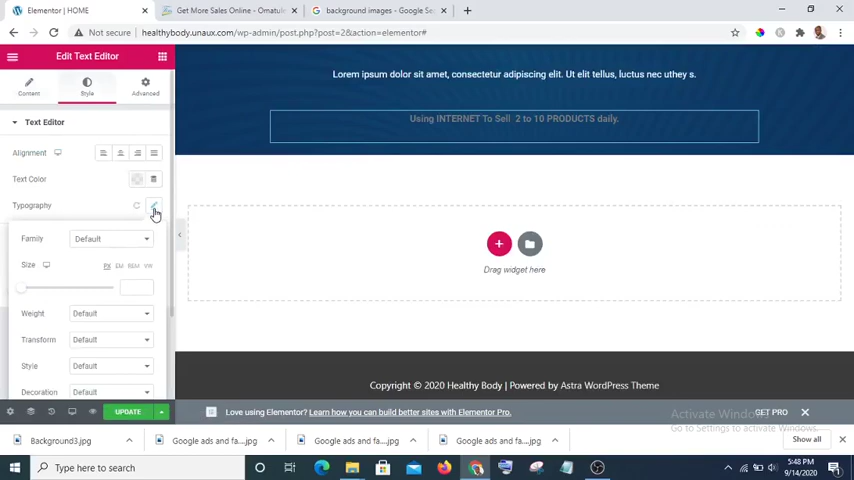 Elementor | HOME
Get More Sales Online - Omatul
background images - Google Se
Not secure | healthybody.unaux.com/wp-admin/post.php?post=2&action=elementor#
Edit Text Editor
Content
Style
Advanced
Text Editor
Alignment
Text Color
Typography
Family
Default
Size
PX EM REM VW
Weight
Default
Transform
Default
Style
Default
Decoration
Default
UPDATE
Lorem ipsum dolor sit amet, consectetur adipiscing elit. Ut elit tellus, luctus nec uthey s.
Using INTERNET To Sell 2 to 10 PRODUCTS daily.
Drag widget here
Copyright © 2020 Healthy Body | Powered by Astra WordPress Theme
Love using Elementor? Learn how you can build better sites with Elementor Pro.
GET PRO
Activate Windows
Go to Settings to activate Windows.
Background3.jpg
Google ads and fa....jpg
Google ads and fa....jpg
Google ads and fa....jpg
Show all
Type here to search
5:48 PM
9/14/2020